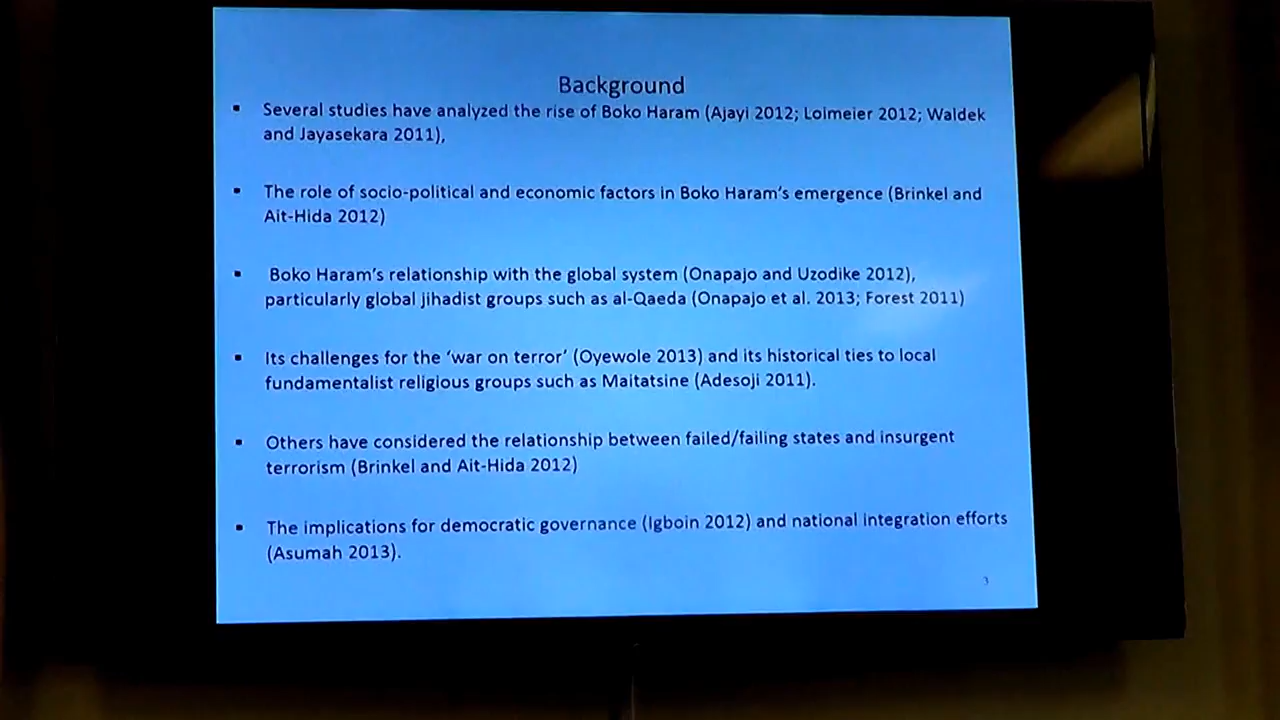 Background
▪ Several studies have analyzed the rise of Boko Haram (Ajayi 2012; Loimeier 2012; Waldek
and Jayasekara 2011),
▪ The role of socio-political and economic factors in Boko Haram's emergence (Brinkel and
Ait-Hida 2012)
▪ Boko Haram's relationship with the global system (Onapajo and Uzodike 2012),
particularly global jihadist groups such as al-Qaeda (Onapajo et al. 2013; Forest 2011)
▪ Its challenges for the 'war on terror' (Oyewole 2013) and its historical ties to local
fundamentalist religious groups such as Maitatsine (Adesoji 2011).
▪ Others have considered the relationship between failed/failing states and insurgent
terrorism (Brinkel and Ait-Hida 2012)
▪ The implications for democratic governance (Igboin 2012) and national integration efforts
(Asumah 2013).
3